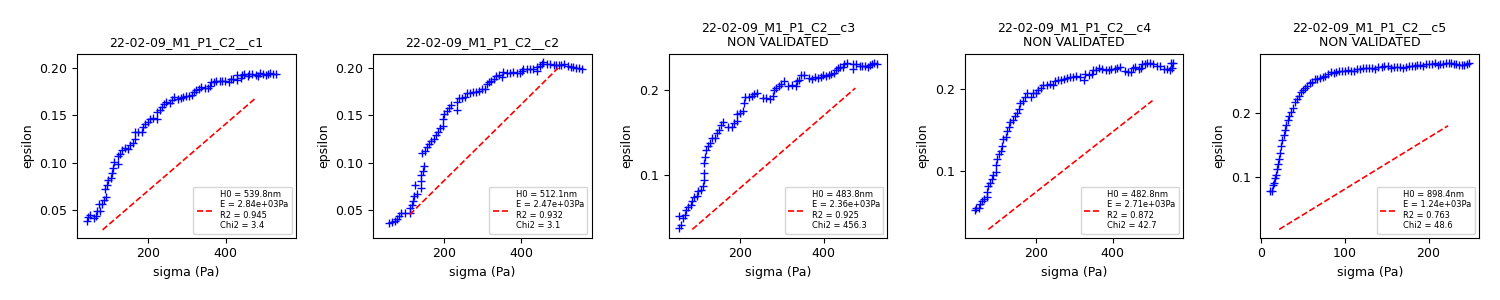 22-02-09_M1_P1_C2__c1
0.20
0.15
0.10
0.05
epsilon
200
400
sigma (Pa)
H0 = 539.8nm
E = 2.84e+03Pa
R2 = 0.945
Chi2 = 3.4
22-02-09_M1_P1_C2__c2
0.20
0.15
0.10
0.05
epsilon
200
400
sigma (Pa)
H0 = 512.1nm
E = 2.47e+03Pa
R2 = 0.932
Chi2 = 3.1
22-02-09_M1_P1_C2__c3
NON VALIDATED
0.2
0.1
epsilon
200
400
sigma (Pa)
H0 = 483.8nm
E = 2.36e+03Pa
R2 = 0.925
Chi2 = 456.3
22-02-09_M1_P1_C2__c4
NON VALIDATED
0.2
0.1
epsilon
200
400
sigma (Pa)
H0 = 482.8nm
E = 2.71e+03Pa
R2 = 0.872
Chi2 = 42.7
22-02-09_M1_P1_C2__c5
NON VALIDATED
0.2
0.1
epsilon
0
100
200
sigma (Pa)
H0 = 898.4nm
E = 1.24e+03Pa
R2 = 0.763
Chi2 = 48.6